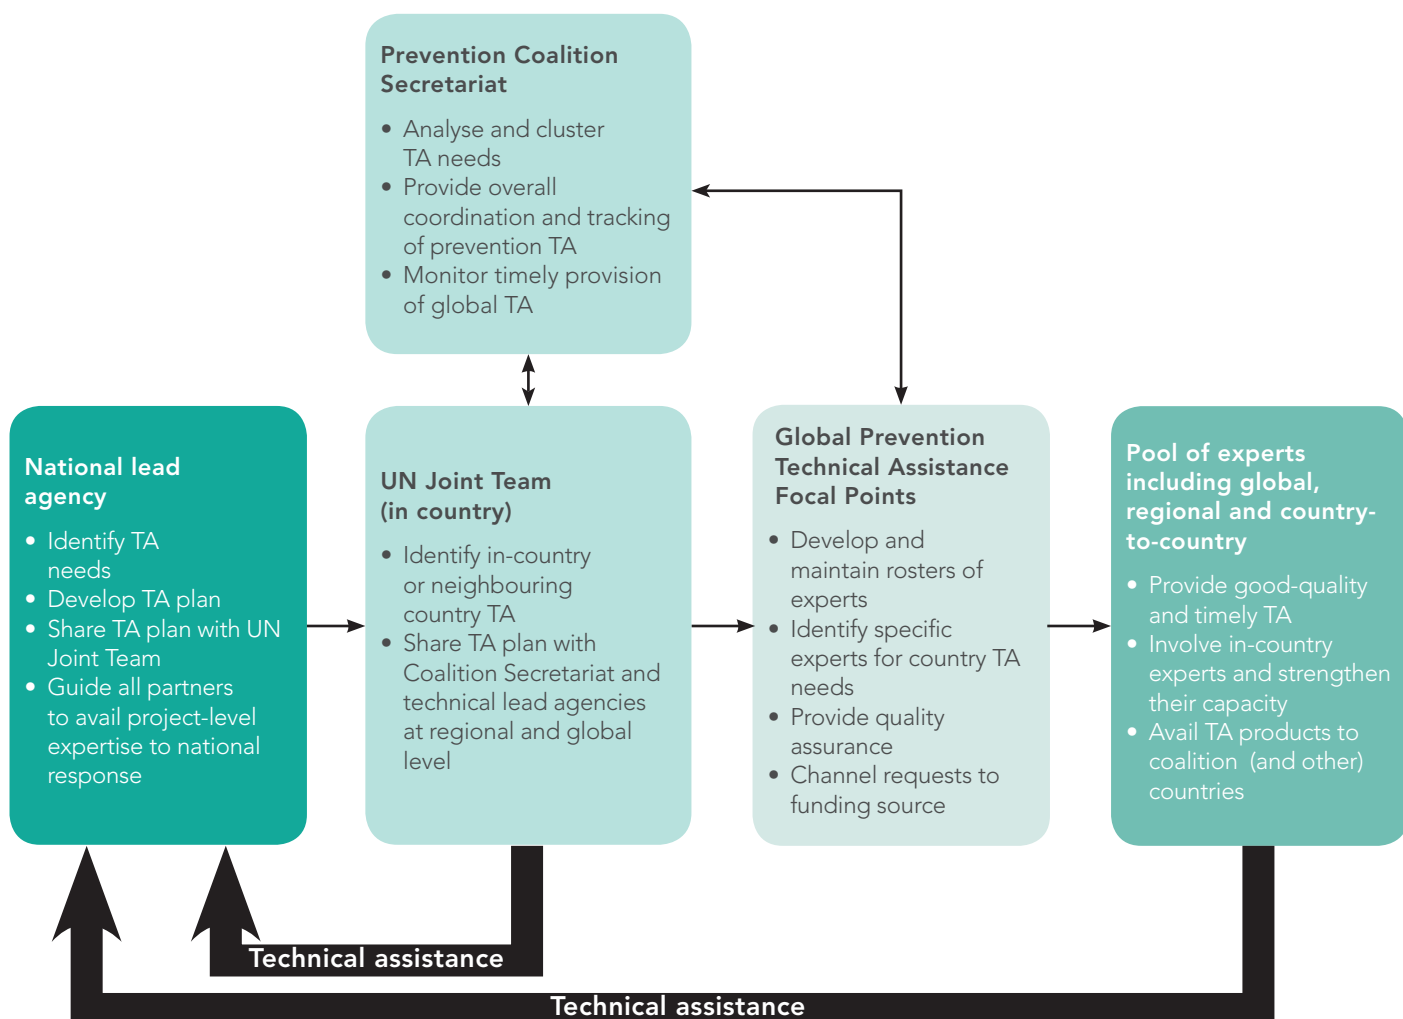 Prevention Coalition
Secretariat
• Analyse and cluster
TA needs
• Provide overall
coordination and tracking
of prevention TA
• Monitor timely provision
of global TA
National lead
agency
• Identify TA
needs
• Develop TA plan
• Share TA plan with UN
Joint Team
• Guide all partners
to avail project-level
expertise to national
response
UN Joint Team
(in country)
• Identify in-country
or neighbouring
country TA
• Share TA plan with
Coalition Secretariat and
technical lead agencies
at regional and global
level
Global Prevention
Technical Assistance
Focal Points
• Develop and
maintain rosters of
experts
• Identify specific
experts for country TA
needs
• Provide quality
assurance
• Channel requests to
funding source
Pool of experts
including global,
regional and country-
to-country
• Provide good-quality
and timely TA
• Involve in-country
experts and strengthen
their capacity
• Avail TA products to
coalition (and other)
countries
Technical assistance
Technical assistance